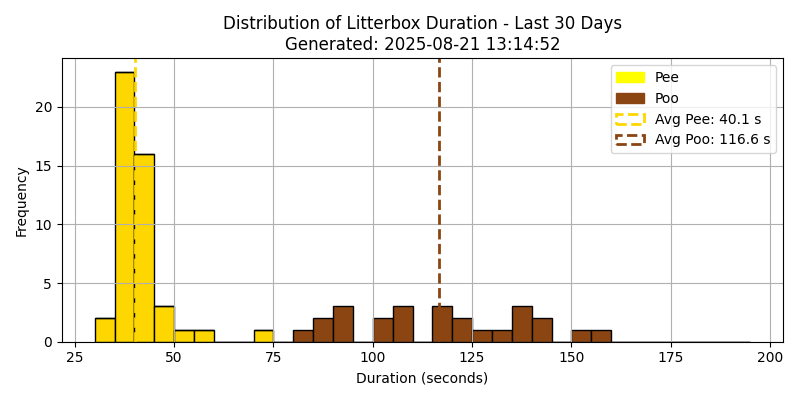 Distribution of Litterbox Duration - Last 30 Days
Generated: 2025-08-21 13:14:52
Pee
Poo
Avg Pee: 40.1 s
Avg Poo: 116.6 s
Frequency
20
15
10
5
0
25 50 75 100 125 150 175 200
Duration (seconds)